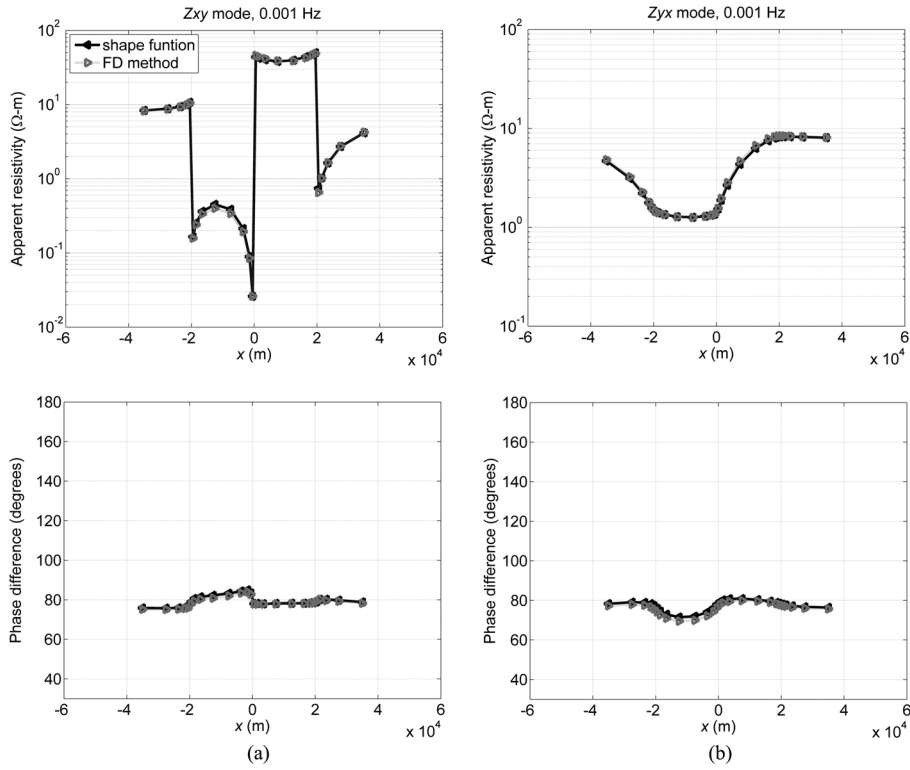 Zxy mode, 0.001 Hz
shape funtion
FD method
Apparent resistivity (Ω-m)
10^2
10^1
10^0
10^-1
10^-2
-6 -4 -2 0 2 4 6
x (m)
x 10^4
Zyx mode, 0.001 Hz
Apparent resistivity (Ω-m)
10^2
10^1
10^0
10^-1
-6 -4 -2 0 2 4 6
x (m)
x 10^4
Phase difference (degrees)
180
160
140
120
100
80
60
40
-6 -4 -2 0 2 4 6
x (m)
x 10^4
(a)
Phase difference (degrees)
180
160
140
120
100
80
60
40
-6 -4 -2 0 2 4 6
x (m)
x 10^4
(b)